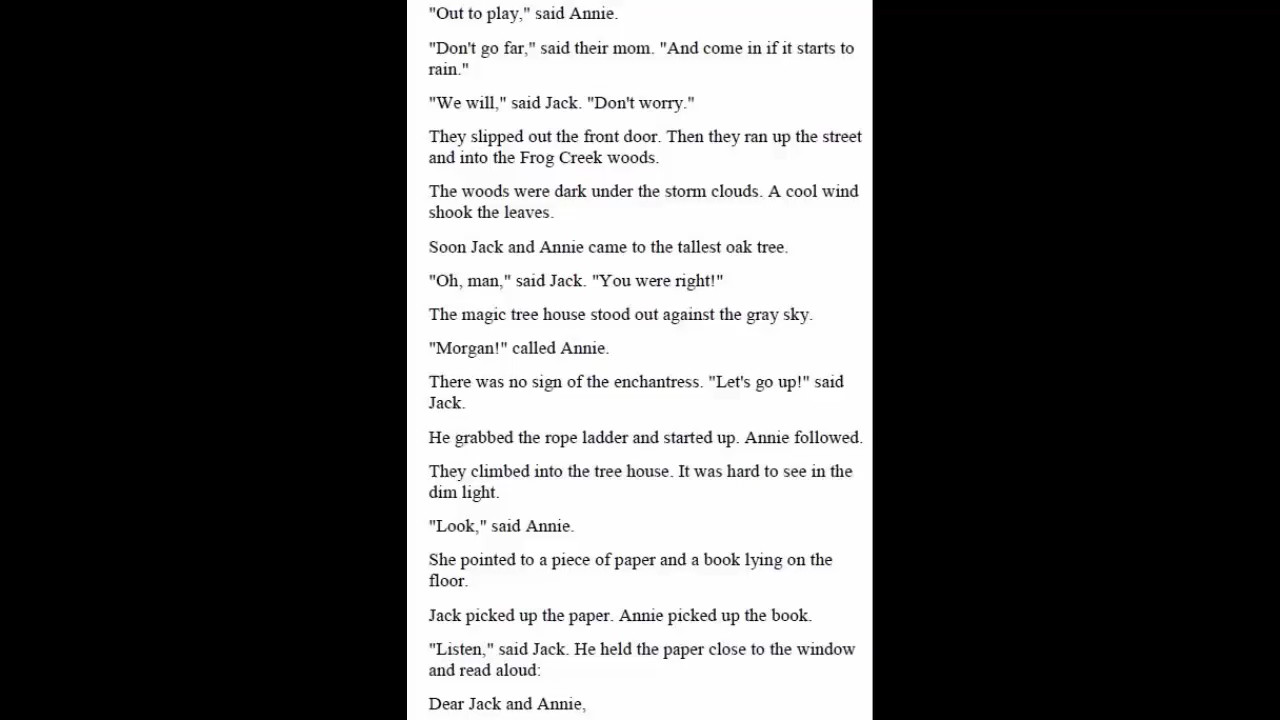 "Out to play," said Annie.
"Don't go far," said their mom. "And come in if it starts to
rain."
"We will," said Jack. "Don't worry."
They slipped out the front door. Then they ran up the street
and into the Frog Creek woods.
The woods were dark under the storm clouds. A cool wind
shook the leaves.
Soon Jack and Annie came to the tallest oak tree.
"Oh, man," said Jack. "You were right!"
The magic tree house stood out against the gray sky.
"Morgan!" called Annie.
There was no sign of the enchantress. "Let's go up!" said
Jack.
He grabbed the rope ladder and started up. Annie followed.
They climbed into the tree house. It was hard to see in the
dim light.
"Look," said Annie.
She pointed to a piece of paper and a book lying on the
floor.
Jack picked up the paper. Annie picked up the book.
"Listen," said Jack. He held the paper close to the window
and read aloud:
Dear Jack and Annie,